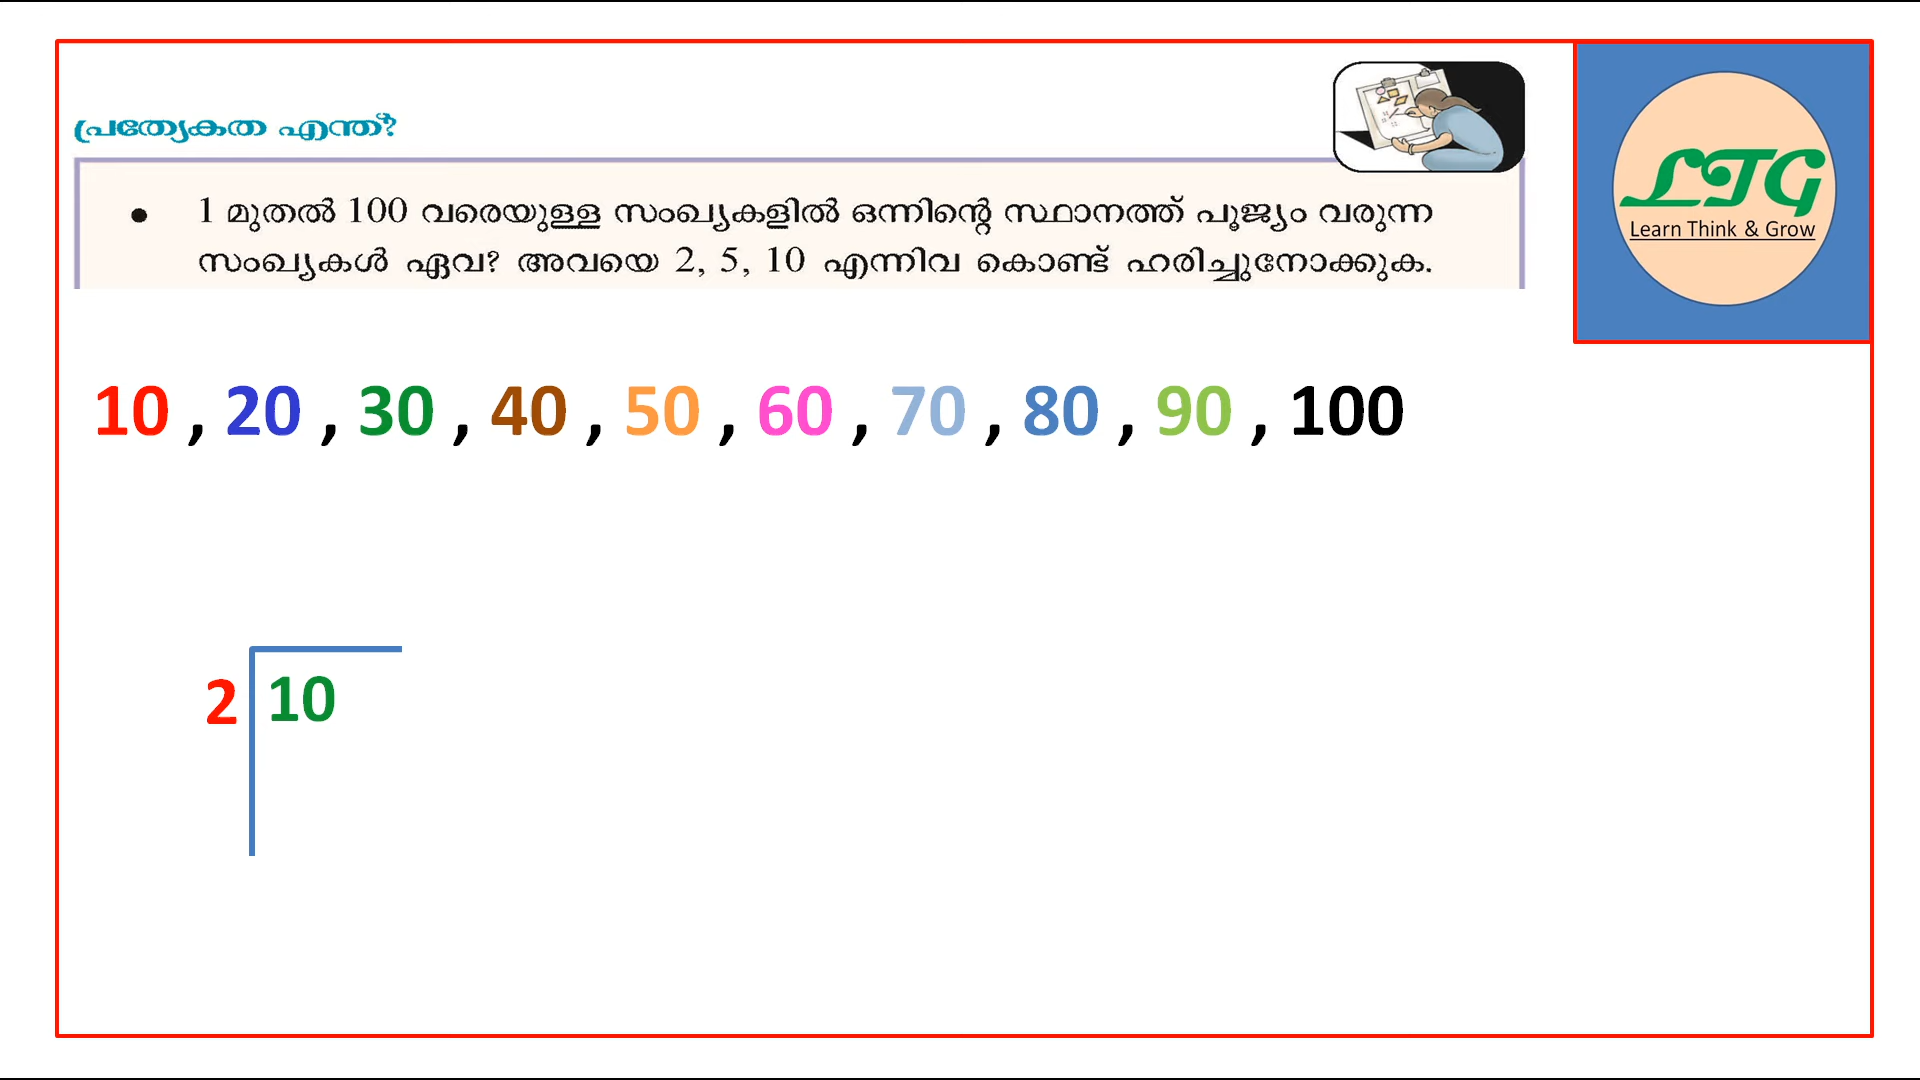 പ്രത്യേകത എന്ത്?
• 1 മുതൽ 100 വരെയുള്ള സംഖ്യകളിൽ ഒന്നിന്റെ സ്ഥാനത്ത് പൂജ്യം വരുന്ന
സംഖ്യകൾ ഏവ? അവയെ 2, 5, 10 എന്നിവ കൊണ്ട് ഹരിച്ചുനോക്കുക.
LTG
Learn Think & Grow
10 , 20 , 30 , 40 , 50 , 60 , 70 , 80 , 90 , 100
2 10